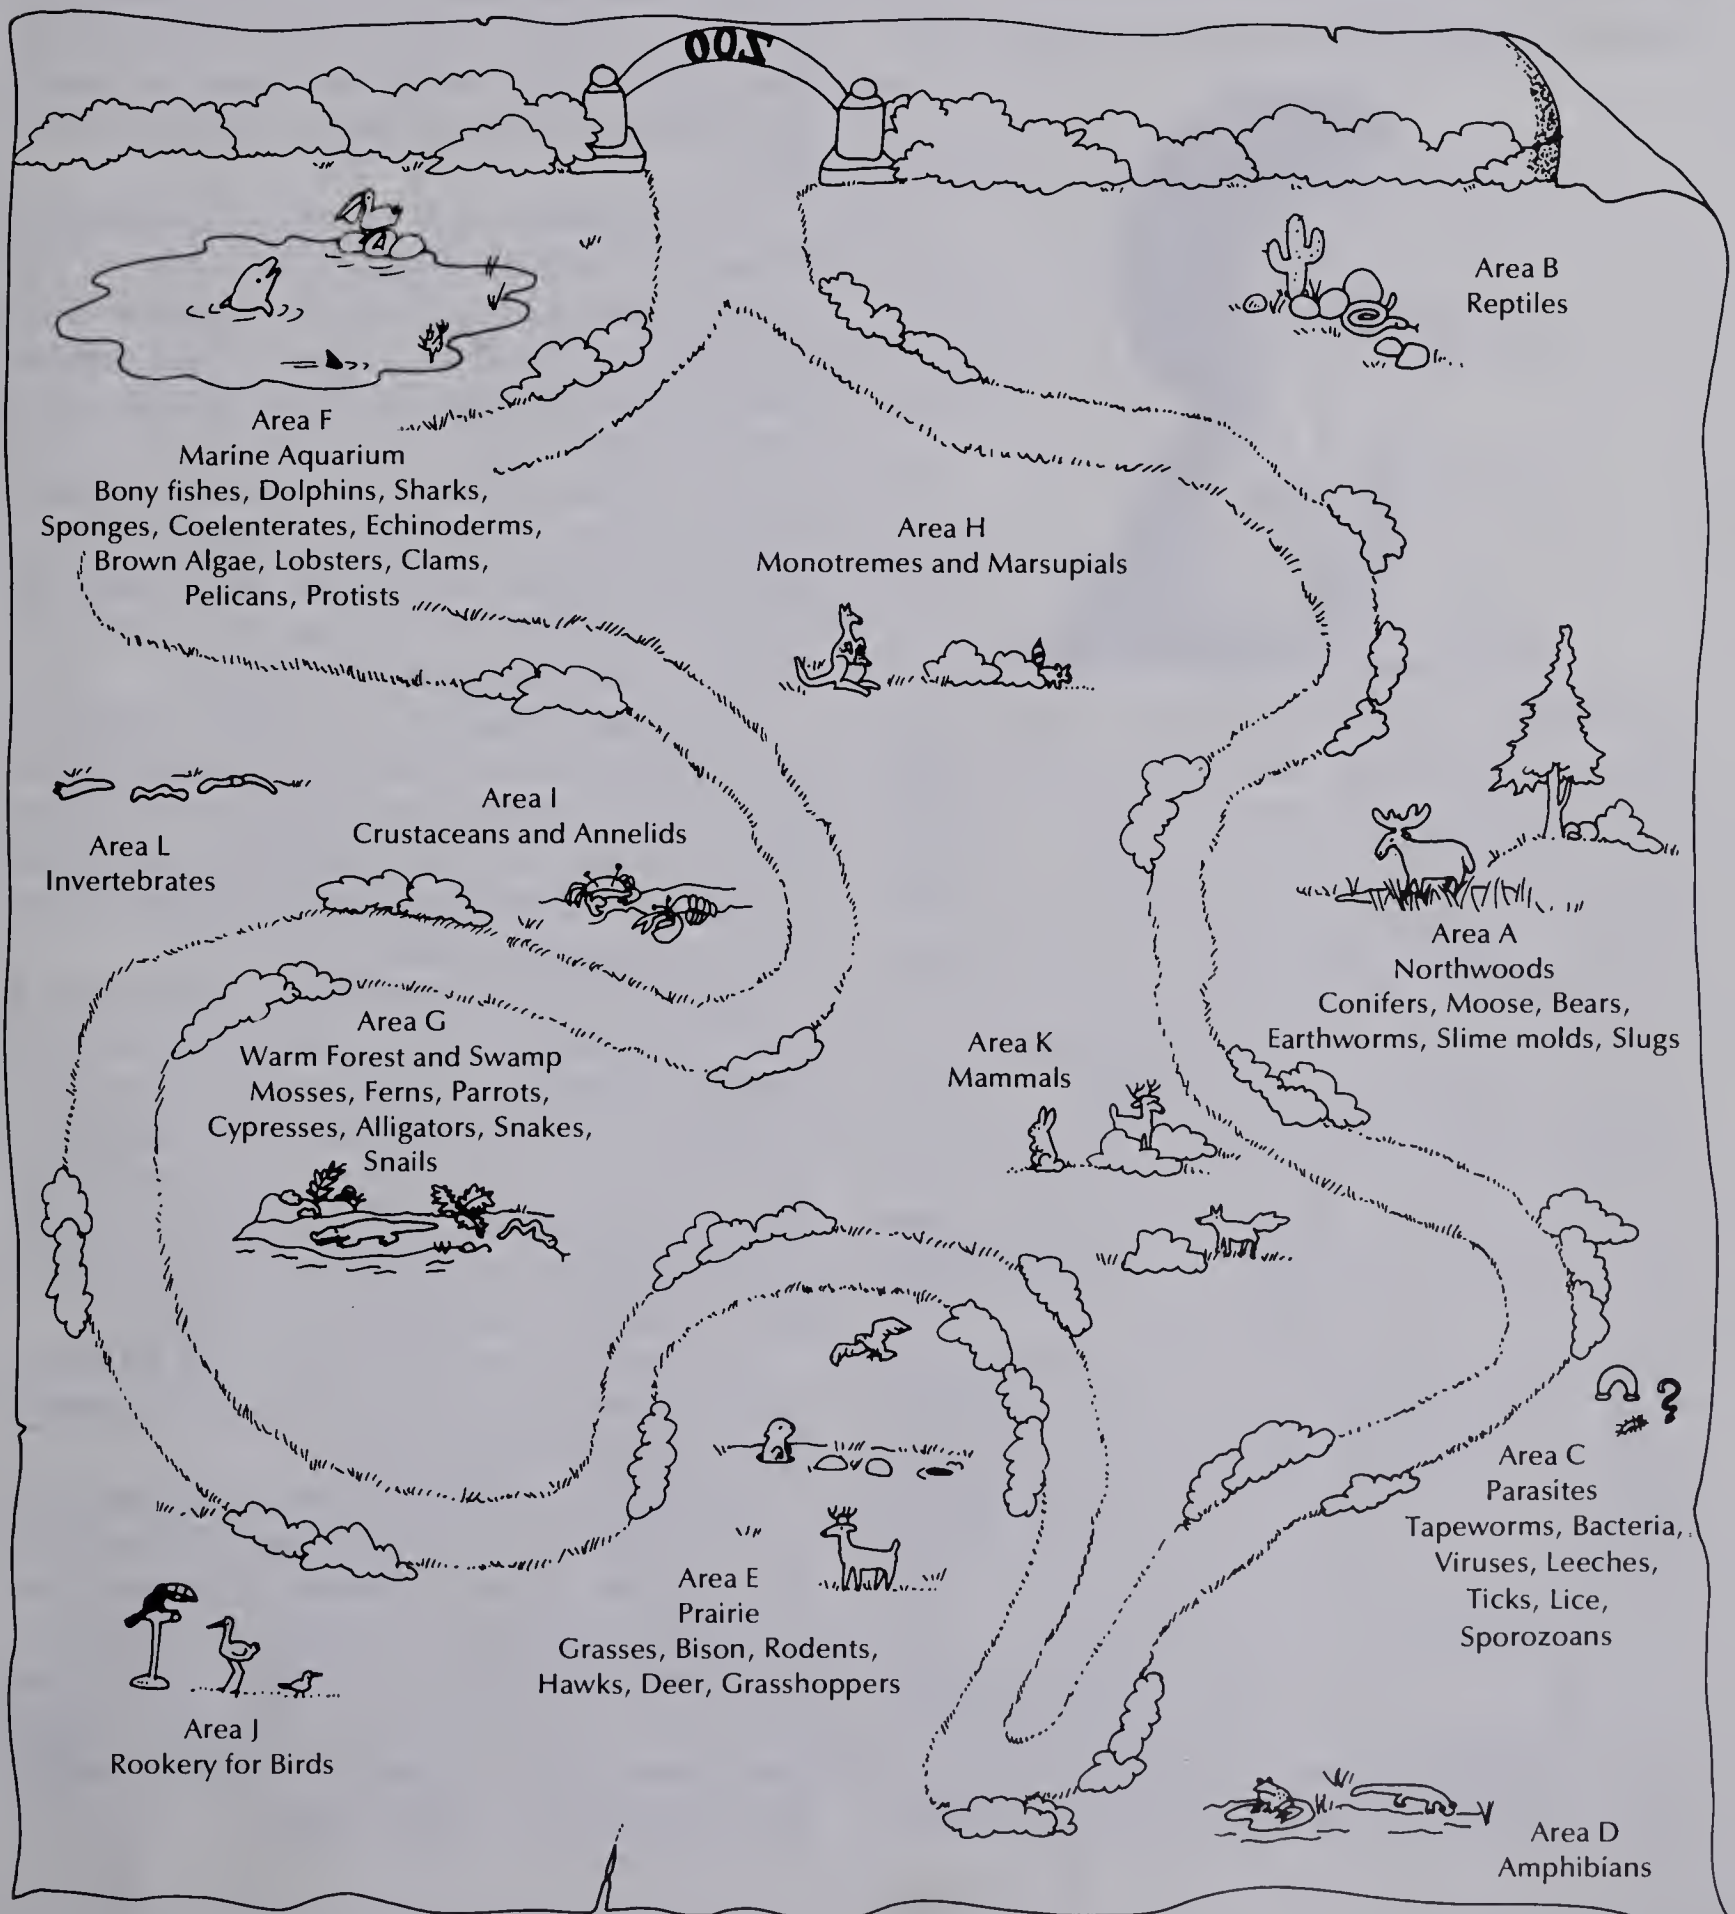 ZOO
Area B
Reptiles
Area F
Marine Aquarium
Bony fishes, Dolphins, Sharks,
Sponges, Coelenterates, Echinoderms,
Brown Algae, Lobsters, Clams,
Pelicans, Protists
Area H
Monotremes and Marsupials
Area L
Invertebrates
Area I
Crustaceans and Annelids
Area A
Northwoods
Conifers, Moose, Bears,
Earthworms, Slime molds, Slugs
Area G
Warm Forest and Swamp
Mosses, Ferns, Parrots,
Cypresses, Alligators, Snakes,
Snails
Area K
Mammals
?
Area C
Parasites
Tapeworms, Bacteria,
Viruses, Leeches,
Ticks, Lice,
Sporozoans
Area E
Prairie
Grasses, Bison, Rodents,
Hawks, Deer, Grasshoppers
Area J
Rookery for Birds
Area D
Amphibians